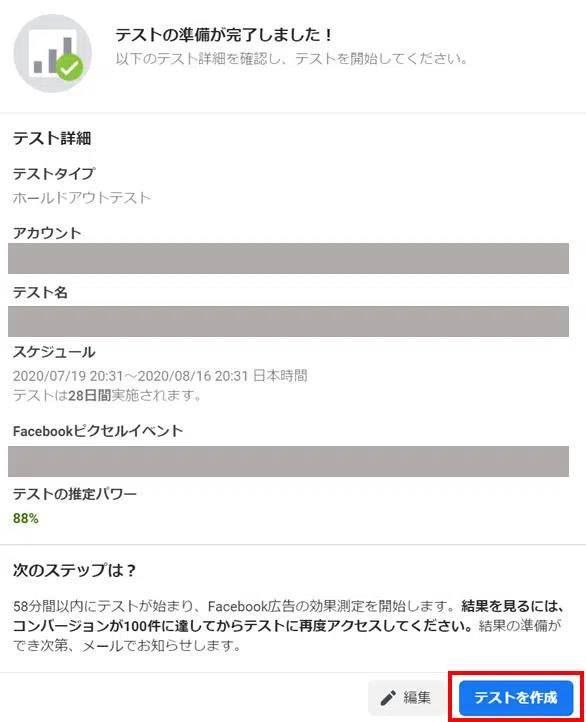 テストの準備が完了しました！
以下のテスト詳細を確認し、テストを開始してください。
テスト詳細
テストタイプ
ホールドアウトテスト
アカウント
テスト名
スケジュール
2020/07/19 20:31～2020/08/16 20:31 日本時間
テストは28日間実施されます。
Facebookピクセルイベント
テストの推定パワー
88%
次のステップは？
58分間以内にテストが始まり、Facebook広告の効果測定を開始します。結果を見るには、
コンバージョンが100件に達してからテストに再度アクセスしてください。結果の準備が
でき次第、メールでお知らせします。
編集
テストを作成